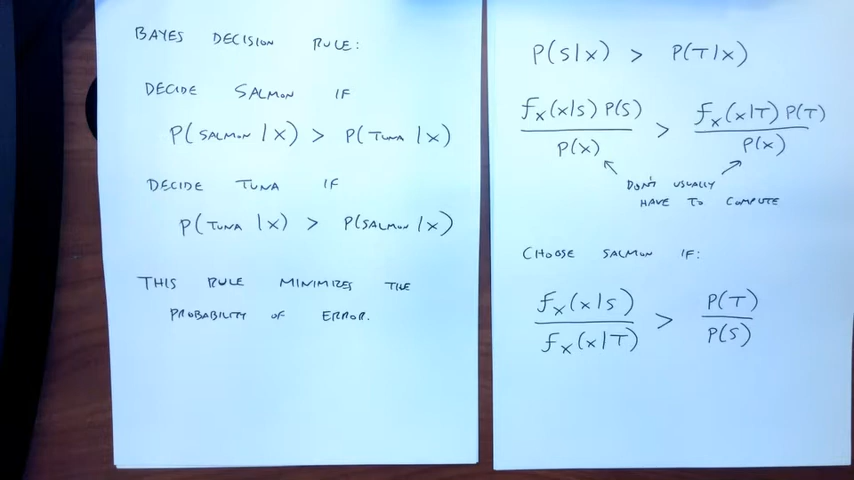 BAYES DECISION RULE:
DECIDE SALMON IF
P(SALMON | X) > P(TUNA | X)
DECIDE TUNA IF
P(TUNA | X) > P(SALMON | X)
THIS RULE MINIMIZES THE
PROBABILITY OF ERROR.
P(S|X) > P(T|X)
f_X(x|S) P(S) / P(X) > f_X(x|T) P(T) / P(X)
DON'T USUALLY
HAVE TO COMPUTE
CHOOSE SALMON IF:
f_X(x|S) / f_X(x|T) > P(T) / P(S)